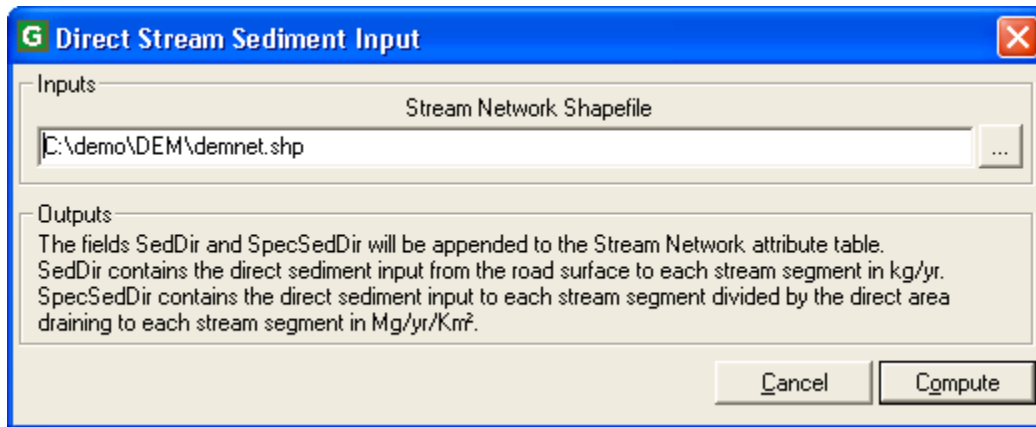 G Direct Stream Sediment Input
Inputs
Stream Network Shapefile
C:\demo\DEM\demnet.shp
...
Outputs
The fields SedDir and SpecSedDir will be appended to the Stream Network attribute table.
SedDir contains the direct sediment input from the road surface to each stream segment in kg/yr.
SpecSedDir contains the direct sediment input to each stream segment divided by the direct area
draining to each stream segment in Mg/yr/Km².
Cancel
Compute